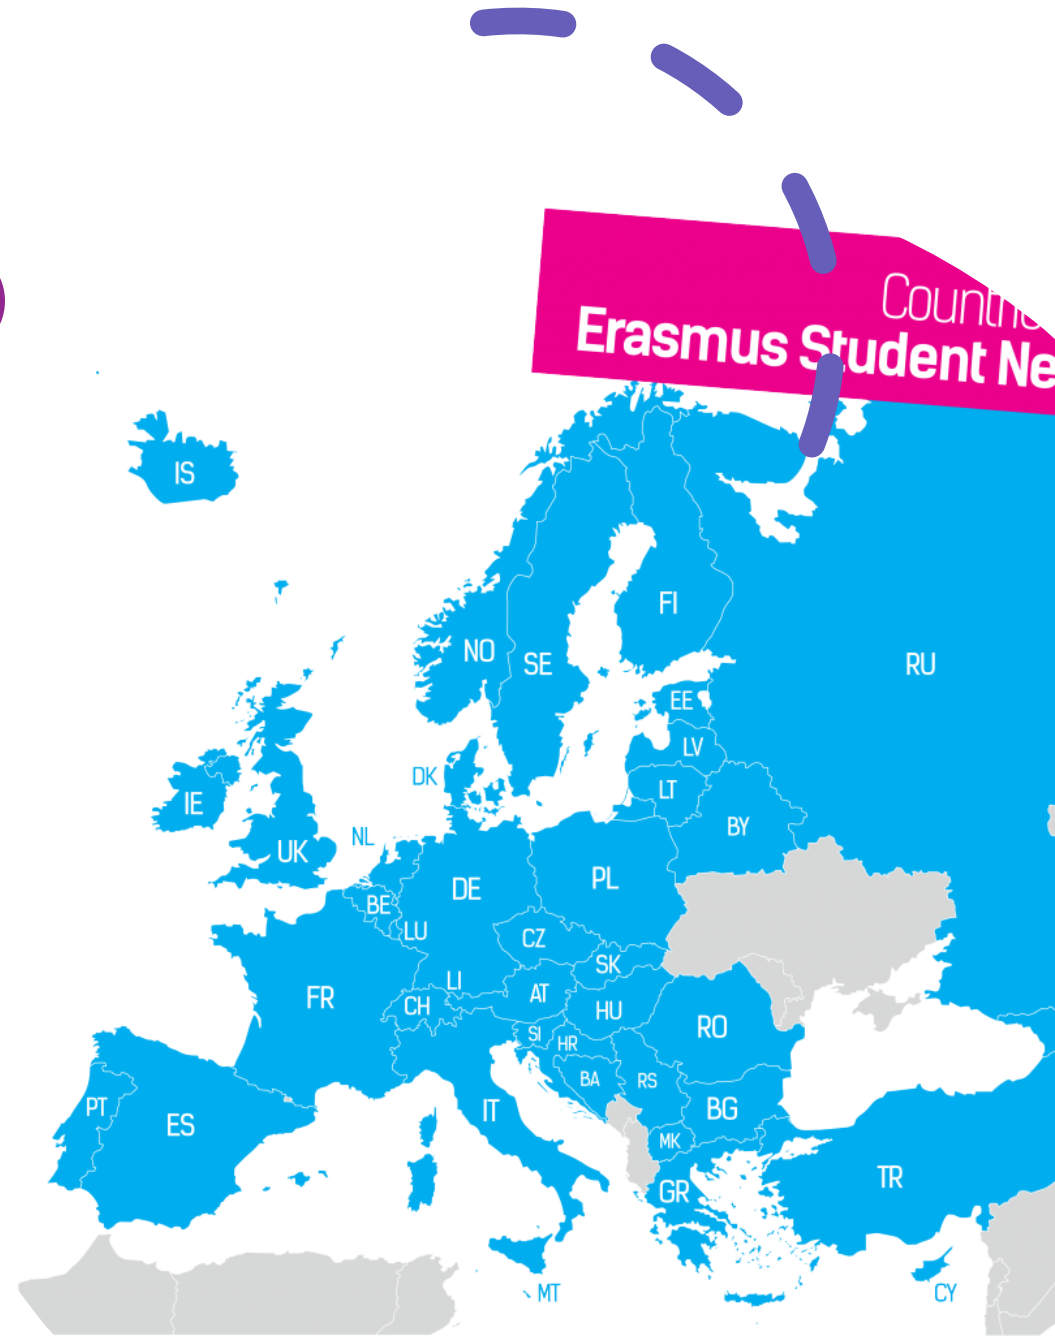 Erasmus Student
IS
FI
NO
SE
RU
EE
LV
DK
LT
IE
BY
NL
UK
DE
PL
BE
LU
CZ
SK
LI
AT
FR
CH
HU
RO
SI
HR
BA
RS
PT
ES
IT
BG
MK
TR
GR
MT
CY